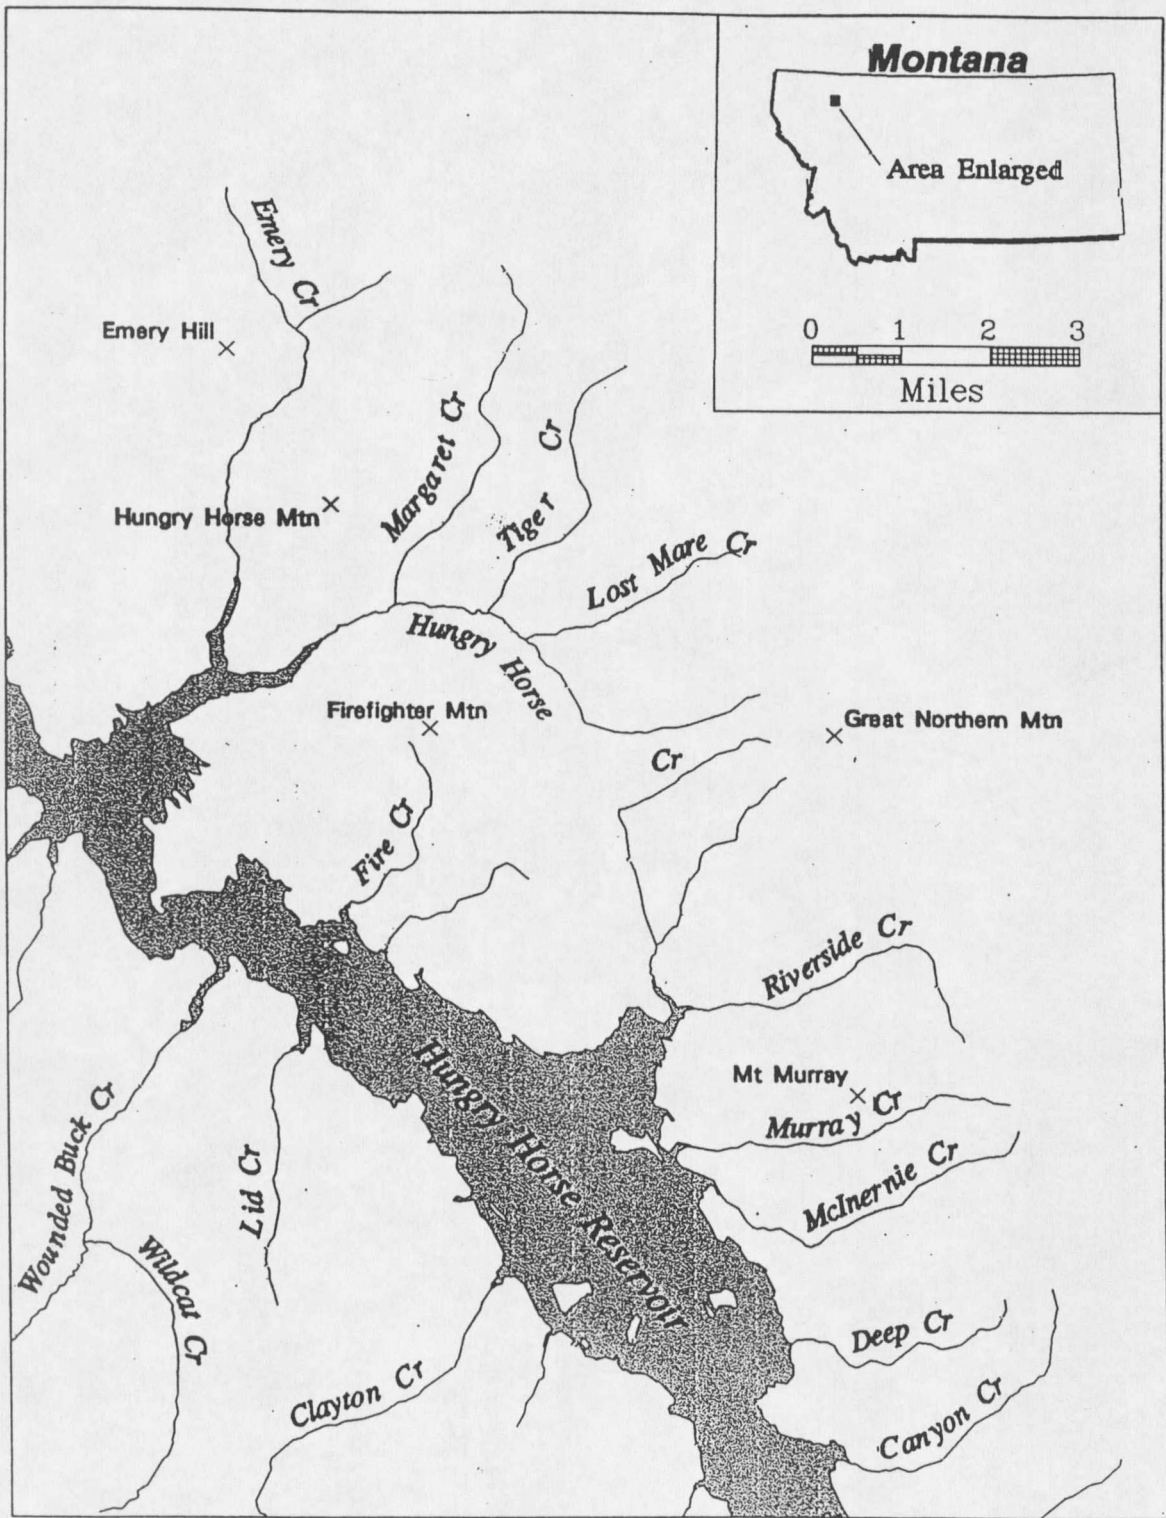 Montana
Area Enlarged
0 1 2 3
Miles
Emery Cr
Emery Hill
Margaret Cr
Tiger Cr
Hungry Horse Mtn
Lost Mare Cr
Hungry Horse Cr
Firefighter Mtn
Great Northern Mtn
Fire Cr
Riverside Cr
Hungry Horse Reservoir
Mt Murray
Murray Cr
Wounded Buck Cr
Lid Cr
McInernie Cr
Wildcat Cr
Deep Cr
Clayton Cr
Canyon Cr